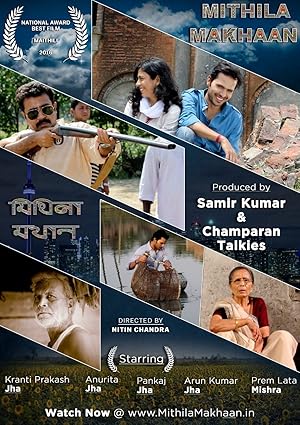 NATIONAL AWARD
BEST FILM
MAITHILI
2016
MITHILA
MAKHAAN
Produced by
Samir Kumar
&
Champaran
Talkies
मिथिला
मखान
DIRECTED BY
NITIN CHANDRA
Starring
Kranti Prakash Jha
Anurita Jha
Pankaj Jha
Arun Kumar Jha
Prem Lata Mishra
Watch Now @ www.MithilaMakhaan.in